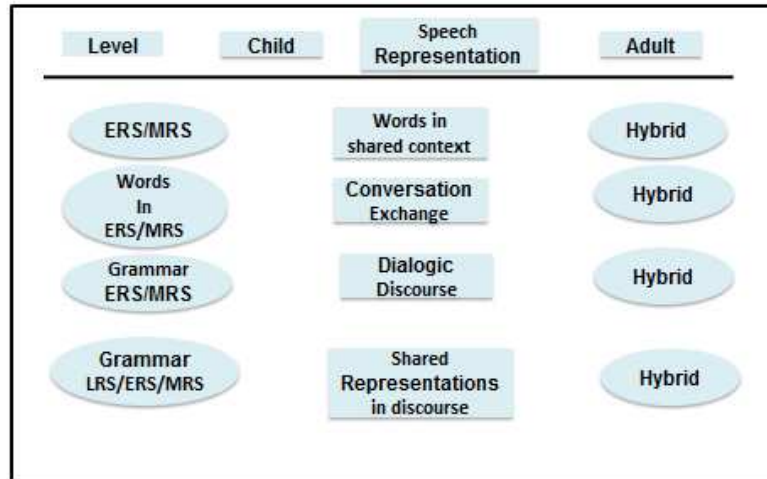 Level Child Speech Adult
Representation
ERS/MRS Words in Hybrid
shared context
Words
In
ERS/MRS
Conversation
Exchange
Hybrid
Grammar
ERS/MRS
Dialogic
Discourse
Hybrid
Grammar
LRS/ERS/MRS
Shared
Representations
in discourse
Hybrid